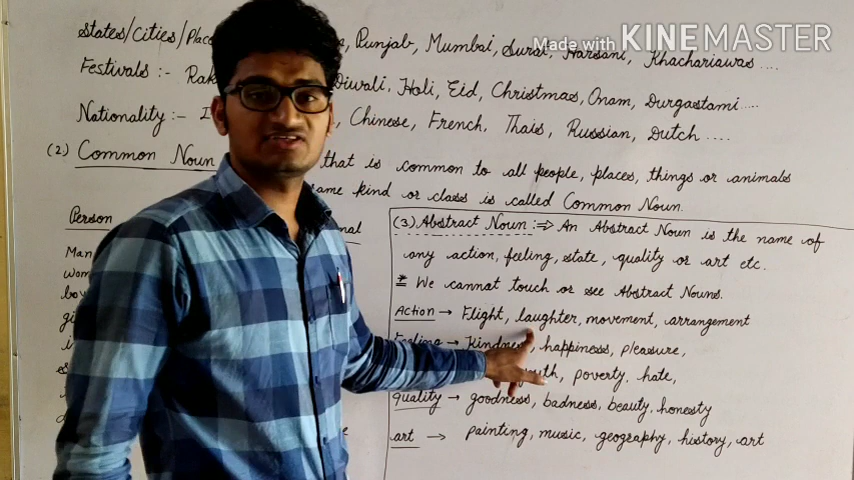 States/Cities/Place Punjab, Mumbai, Surat, Harsani, Khachariawas ....
Made with KINEMASTER
Festivals :- Rak Diwali, Holi, Eid, Christmas, Onam, Durgastami ....
Nationality :- I , Chinese, French, Thais, Russian, Dutch ....
(2) Common Noun that is common to all people, places, things or animals
same kind or class is called Common Noun.
Person
Man
wom
bo
gi
(3) Abstract Noun :⇒ An Abstract Noun is the name of
any action, feeling, state, quality or art etc.
* We cannot touch or see Abstract Nouns.
Action → Flight, laughter, movement, arrangement
Feeling → Kindness, happiness, pleasure,
youth, poverty, hate,
quality → goodness, badness, beauty, honesty
art → painting, music, geography, history, art